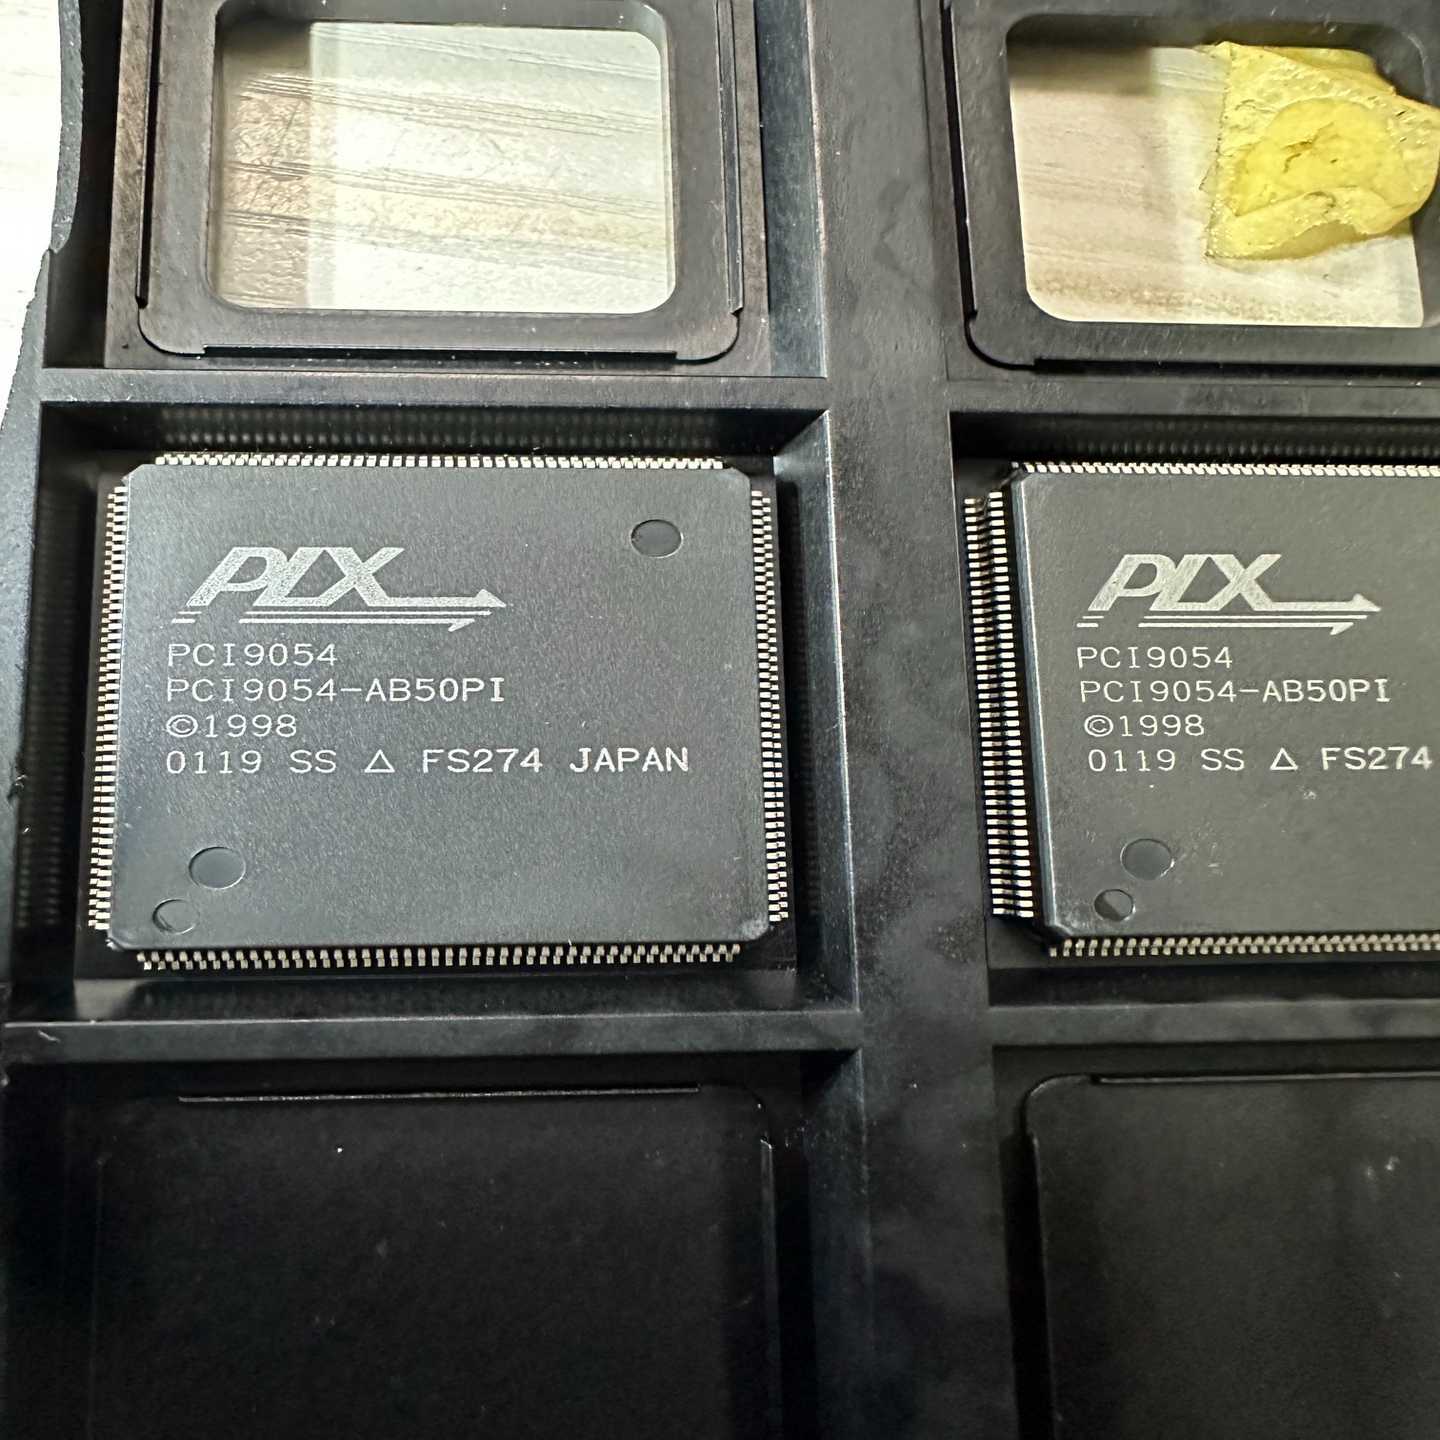 PLX
PCI9054
PCI9054-AB50PI
©1998
0119 SS △ FS274 JAPAN
PLX
PCI9054
PCI9054-AB50PI
©1998
0119 SS △ FS274